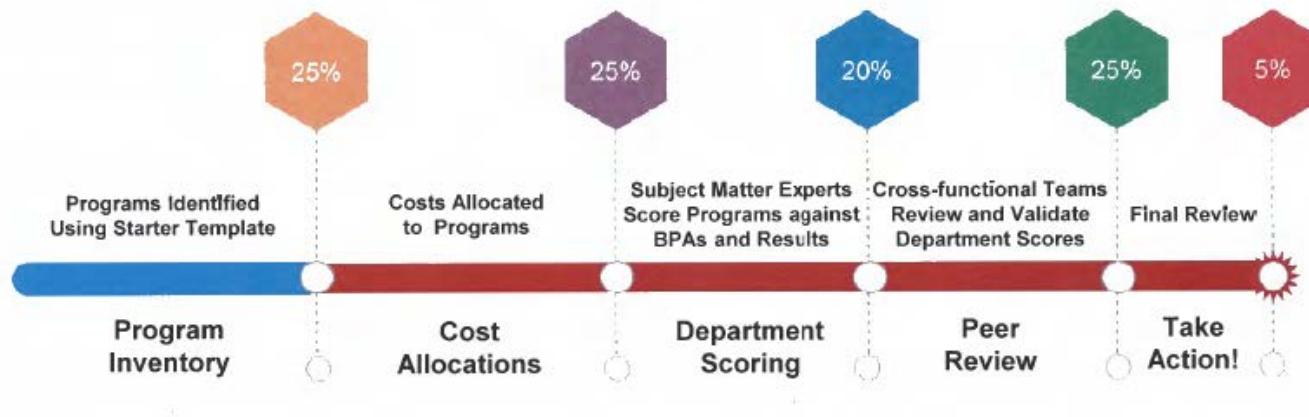 25%
25%
20%
25%
5%
Programs Identified
Using Starter Template
Costs Allocated
to Programs
Subject Matter Experts
Score Programs against
BPAs and Results
Cross-functional Teams
Review and Validate
Department Scores
Final Review
Program
Inventory
Cost
Allocations
Department
Scoring
Peer
Review
Take
Action!